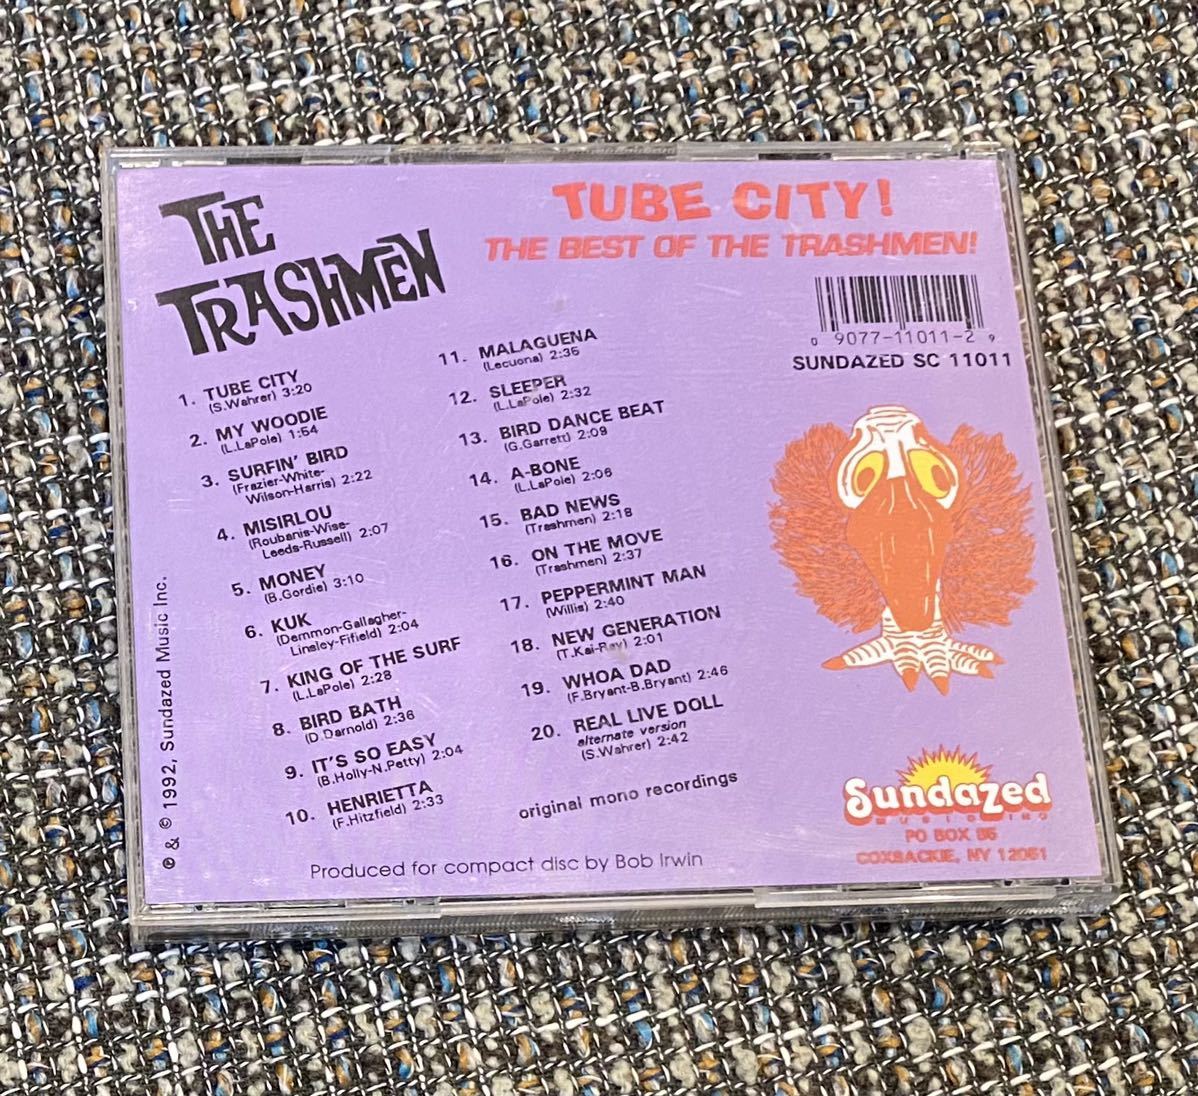 THE
TRASHMEN
TUBE CITY!
THE BEST OF THE TRASHMEN!
0 9077-11011-2 9
SUNDAZED SC 11011
1. TUBE CITY
(S.Wahrer) 3:20
2. MY WOODIE
(L.LaPole) 1:54
3. SURFIN' BIRD
(Frazier-White-
Wilson-Harris) 2:22
4. MISIRLOU
(Roubanis-Wise-
Leeds-Russell) 2:07
5. MONEY
(B.Gordie) 3:10
6. KUK
(Demmon-Gallagher-
Linsley-Fifield) 2:04
7. KING OF THE SURF
(L.LaPole) 2:28
8. BIRD BATH
(D.Darnold) 2:36
9. IT'S SO EASY
(B.Holly-N.Petty) 2:04
10. HENRIETTA
(F.Hitzfield) 2:33
11. MALAGUENA
(Lecuona) 2:35
12. SLEEPER
(L.LaPole) 2:32
13. BIRD DANCE BEAT
(G.Garrett) 2:09
14. A-BONE
(L.LaPole) 2:06
15. BAD NEWS
(Trashmen) 2:18
16. ON THE MOVE
(Trashmen) 2:37
17. PEPPERMINT MAN
(Willis) 2:40
18. NEW GENERATION
(T.Kai-Ray) 2:01
19. WHOA DAD
(F.Bryant-B.Bryant) 2:46
20. REAL LIVE DOLL
alternate version
(S.Wahrer) 2:42
original mono recordings
Produced for compact disc by Bob Irwin
℗ & © 1992, Sundazed Music Inc.
Sundazed
MUSIC INC
PO BOX 85
COXSACKIE, NY 12051